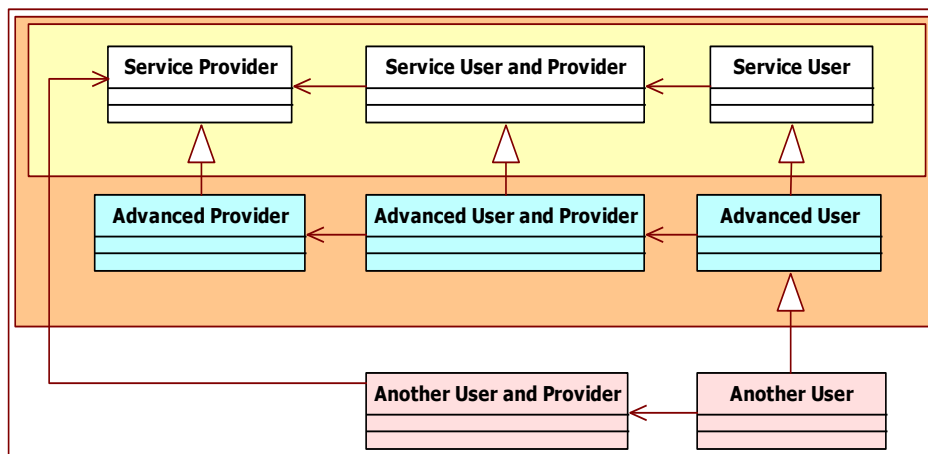 Service Provider
Service User and Provider
Service User
Advanced Provider
Advanced User and Provider
Advanced User
Another User and Provider
Another User